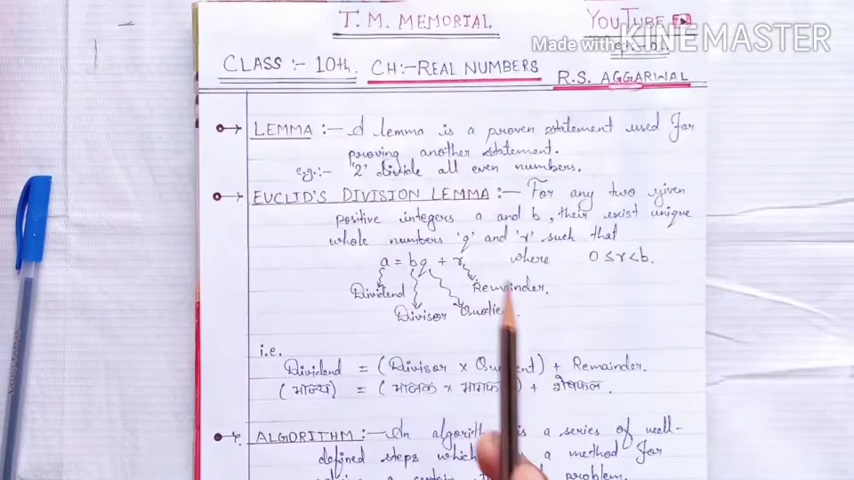 T. M. MEMORIAL
YOUTUBE
Made with KINEMASTER
CLASS :- 10th. CH:- REAL NUMBERS R.S. AGGARWAL
LEMMA :- A lemma is a proven statement used for
proving another statement.
e.g.:- '2' divide all even numbers.
EUCLID'S DIVISION LEMMA :- For any two given
positive integers a and b, their exist unique
whole numbers 'q' and 'r' such that
a = bq + r, where 0 ≤ r < b.
Dividend Remainder.
Divisor
i.e.
Dividend = (Divisor × ) + Remainder.
(भाज्य) = (भाजक × ) + शेषफल.
ALGORITHM :- An is a series of well-
defined steps a method for
a certain problem.